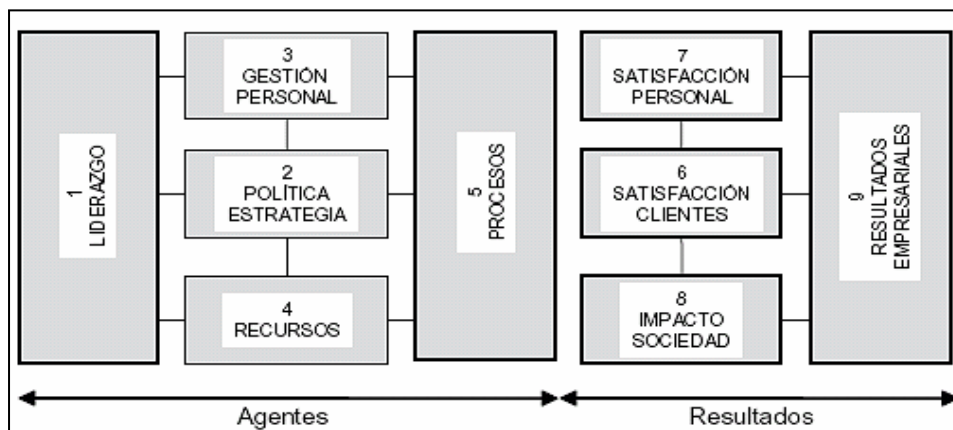 1
LIDERAZGO
3
GESTIÓN
PERSONAL
2
POLÍTICA
ESTRATEGIA
4
RECURSOS
5
PROCESOS
7
SATISFACCIÓN
PERSONAL
6
SATISFACCIÓN
CLIENTES
8
IMPACTO
SOCIEDAD
9
RESULTADOS
EMPRESARIALES
Agentes
Resultados